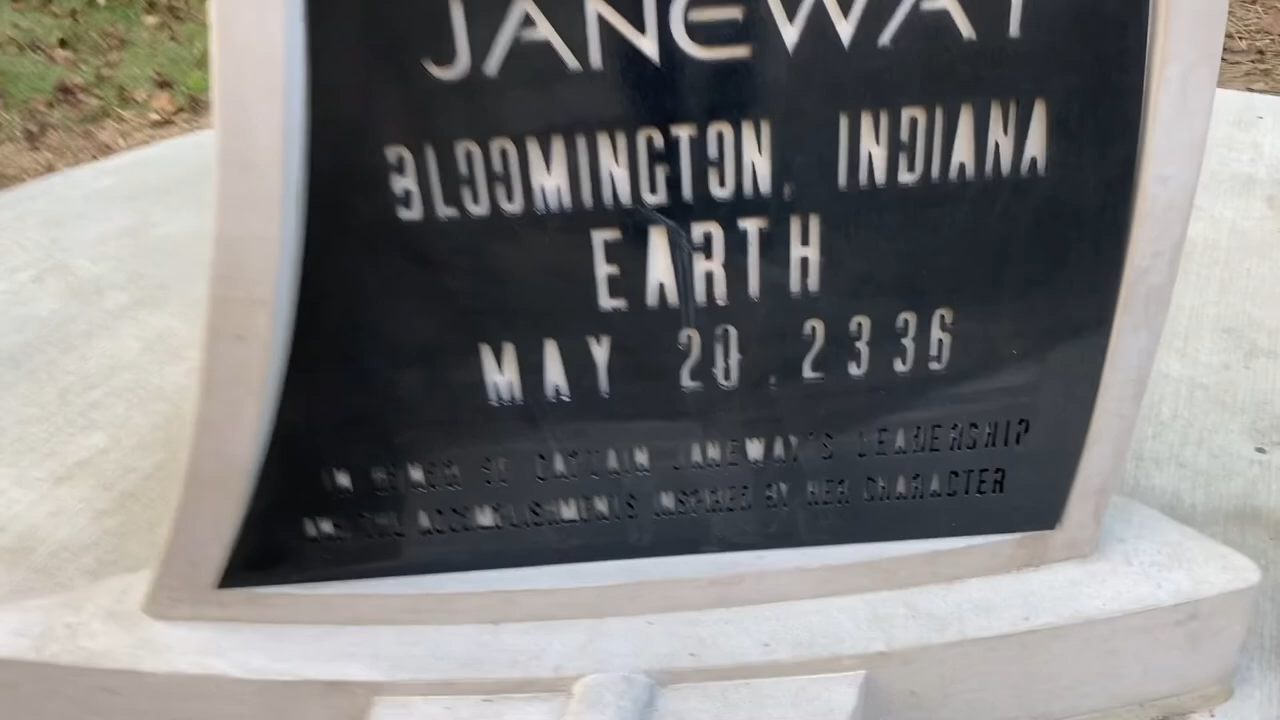 JANEWAY
BLOOMINGTON, INDIANA
EARTH
MAY 20, 2336
IN HONOR OF CAPTAIN JANEWAY'S LEADERSHIP
AND THE ACCOMPLISHMENTS INSPIRED BY HER CHARACTER